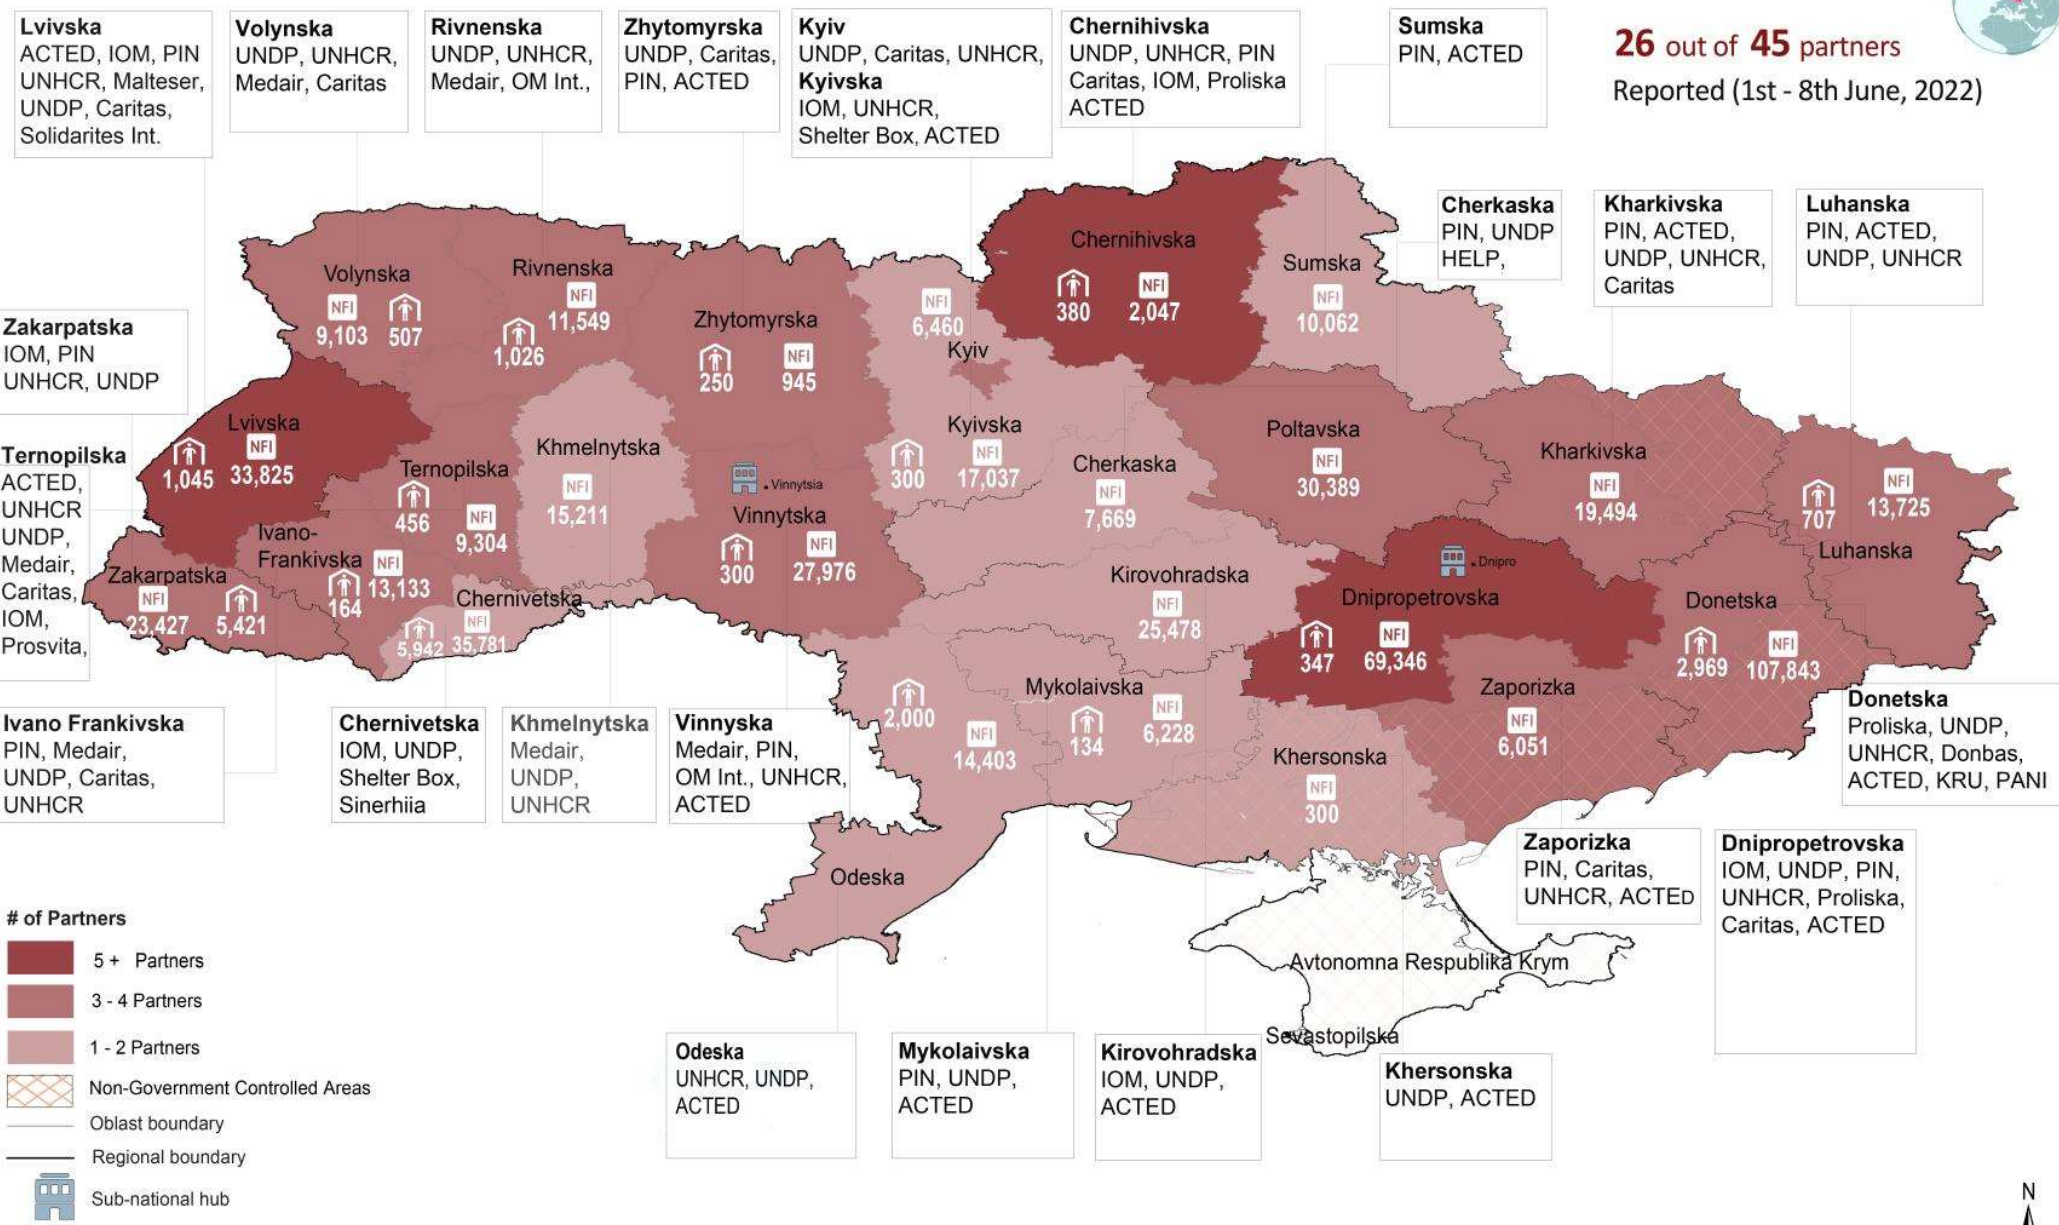 Lvivska
ACTED, IOM, PIN
UNHCR, Malteser,
UNDP, Caritas,
Solidarites Int.
Volynska
UNDP, UNHCR,
Medair, Caritas
Rivnenska
UNDP, UNHCR,
Medair, OM Int.,
Zhytomyrska
UNDP, Caritas,
PIN, ACTED
Kyiv
UNDP, Caritas, UNHCR,
Kyivska
IOM, UNHCR,
Shelter Box, ACTED
Chernihivska
UNDP, UNHCR, PIN
Caritas, IOM, Proliska
ACTED
Sumska
PIN, ACTED
26 out of 45 partners
Reported (1st - 8th June, 2022)
Cherkaska
PIN, UNDP
HELP,
Kharkivska
PIN, ACTED,
UNDP, UNHCR,
Caritas
Luhanska
PIN, ACTED,
UNDP, UNHCR
Zakarpatska
IOM, PIN
UNHCR, UNDP
Ternopilska
ACTED,
UNHCR
UNDP,
Medair,
Caritas,
IOM,
Prosvita,
Volynska
NFI
9,103
507
Rivnenska
NFI
11,549
1,026
Zhytomyrska
250
NFI
945
NFI
6,460
Kyiv
Kyivska
300
NFI
17,037
Chernihivska
380
NFI
2,047
Sumska
NFI
10,062
Lvivska
1,045
NFI
33,825
Ternopilska
456
NFI
9,304
Khmelnytska
NFI
15,211
Vinnytsia
Vinnytska
300
NFI
27,976
Cherkaska
NFI
7,669
Poltavska
NFI
30,389
Kharkivska
NFI
19,494
707
NFI
13,725
Luhanska
Ivano-
Frankivska
NFI
13,133
164
Zakarpatska
NFI
23,427
5,421
Chernivetska
5,942
NFI
35,781
Kirovohradska
NFI
25,478
Dnipro
Dnipropetrovska
347
NFI
69,346
Donetska
2,969
NFI
107,843
2,000
NFI
14,403
Mykolaivska
134
NFI
6,228
Zaporizka
NFI
6,051
Khersonska
NFI
300
Odeska
Avtonomna Respublika Krym
Sevastopilska
Ivano Frankivska
PIN, Medair,
UNDP, Caritas,
UNHCR
Chernivetska
IOM, UNDP,
Shelter Box,
Sinerhiia
Khmelnytska
Medair,
UNDP,
UNHCR
Vinnyska
Medair, PIN,
OM Int., UNHCR,
ACTED
Donetska
Proliska, UNDP,
UNHCR, Donbas,
ACTED, KRU, PANI
Zaporizka
PIN, Caritas,
UNHCR, ACTED
Dnipropetrovska
IOM, UNDP, PIN,
UNHCR, Proliska,
Caritas, ACTED
Odeska
UNHCR, UNDP,
ACTED
Mykolaivska
PIN, UNDP,
ACTED
Kirovohradska
IOM, UNDP,
ACTED
Khersonska
UNDP, ACTED
# of Partners
5 + Partners
3 - 4 Partners
1 - 2 Partners
Non-Government Controlled Areas
Oblast boundary
Regional boundary
Sub-national hub
N